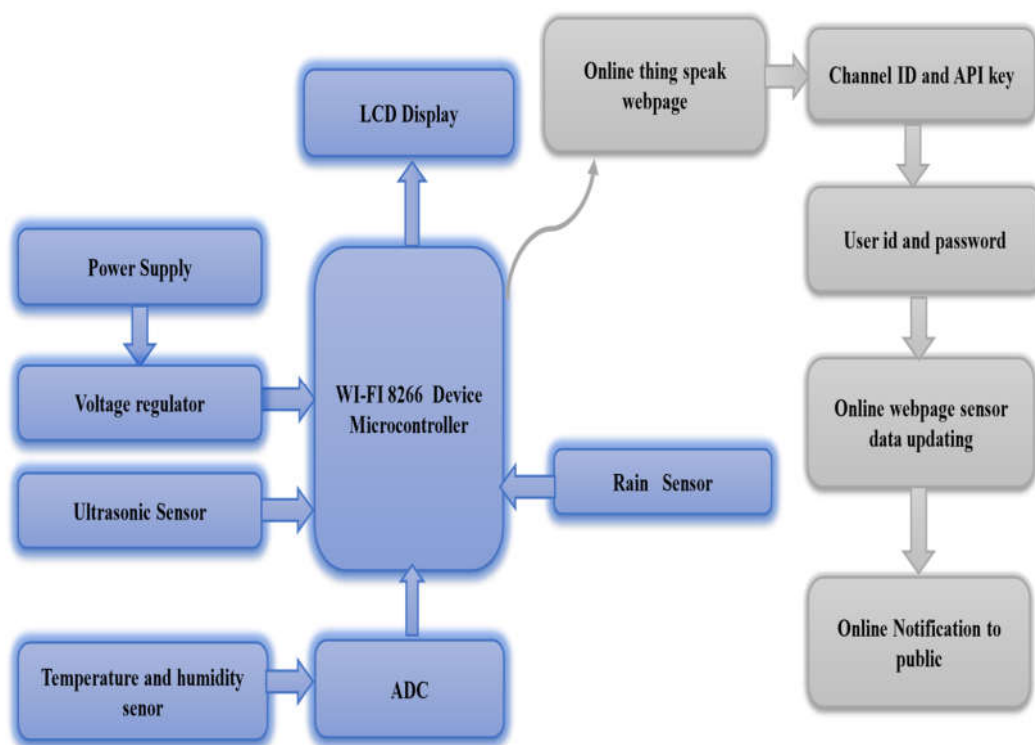 Online thing speak
webpage
Channel ID and API key
LCD Display
User id and password
Power Supply
WI-FI 8266 Device
Microcontroller
Voltage regulator
Online webpage sensor
data updating
Rain Sensor
Ultrasonic Sensor
Online Notification to
public
Temperature and humidity
senor
ADC